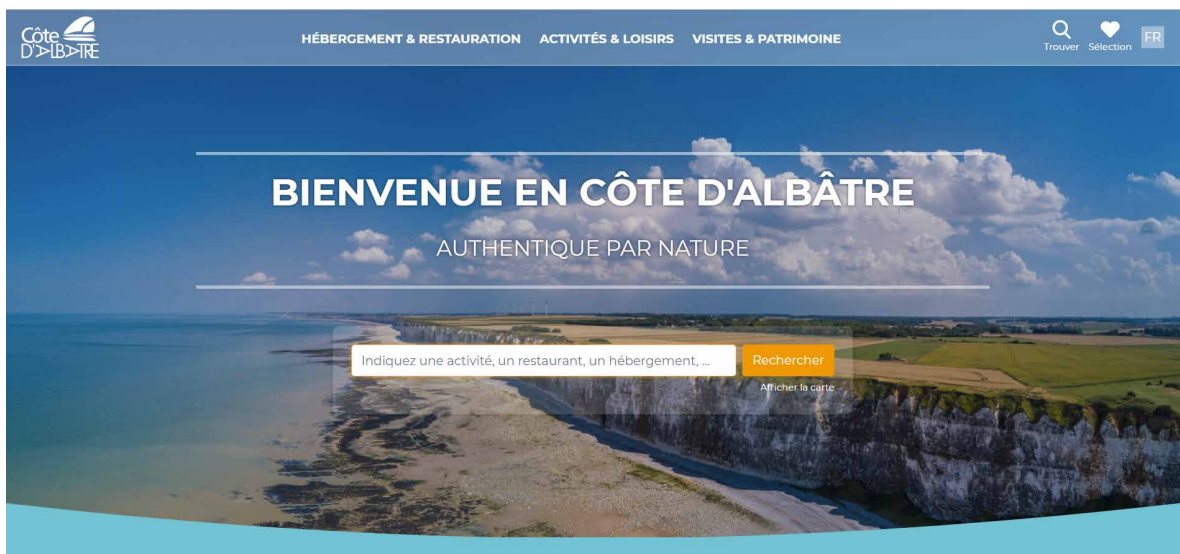 Côte
D'ALBATRE
HÉBERGEMENT & RESTAURATION ACTIVITÉS & LOISIRS VISITES & PATRIMOINE
Trouver Sélection FR
BIENVENUE EN CÔTE D'ALBÂTRE
AUTHENTIQUE PAR NATURE
Indiquez une activité, un restaurant, un hébergement, ... Rechercher
Afficher la carte